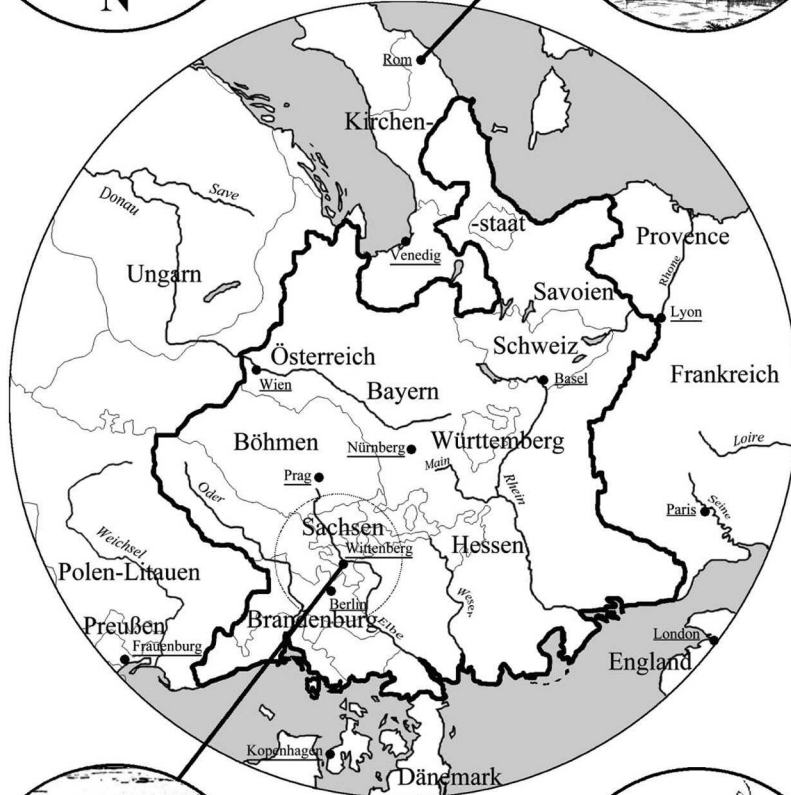 N
Rom
Kirchen-
Save
Donau
-staat
Provence
Venedig
Rhone
Ungarn
Savoien
Lyon
Schweiz
Österreich
Wien
Basel
Frankreich
Bayern
Böhmen
Nürnberg
Württemberg
Loire
Main
Prag
Rhein
Oder
Paris
Seine
Sachsen
Weichsel
Wittenberg
Hessen
Polen-Litauen
Berlin
Weser
Preußen
Brandenburg
Elbe
Frauenburg
London
England
Kopenhagen
Dänemark